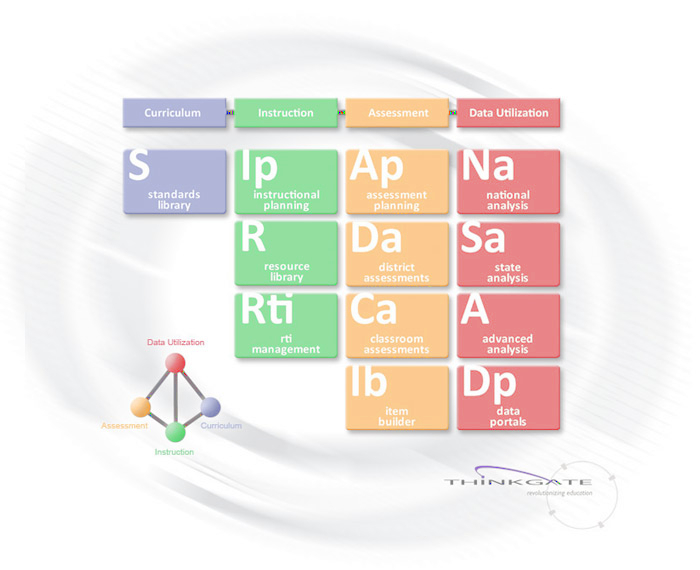 Curriculum
Instruction
Assessment
Data Utilization
S
standards
library
Ip
instructional
planning
Ap
assessment
planning
Na
national
analysis
R
resource
library
Da
district
assessments
Sa
state
analysis
Rti
rti
management
Ca
classroom
assessments
A
advanced
analysis
Ib
item
builder
Dp
data
portals
Data Utilization
Assessment
Curriculum
Instruction
THiNKGATE
revolutionizing education